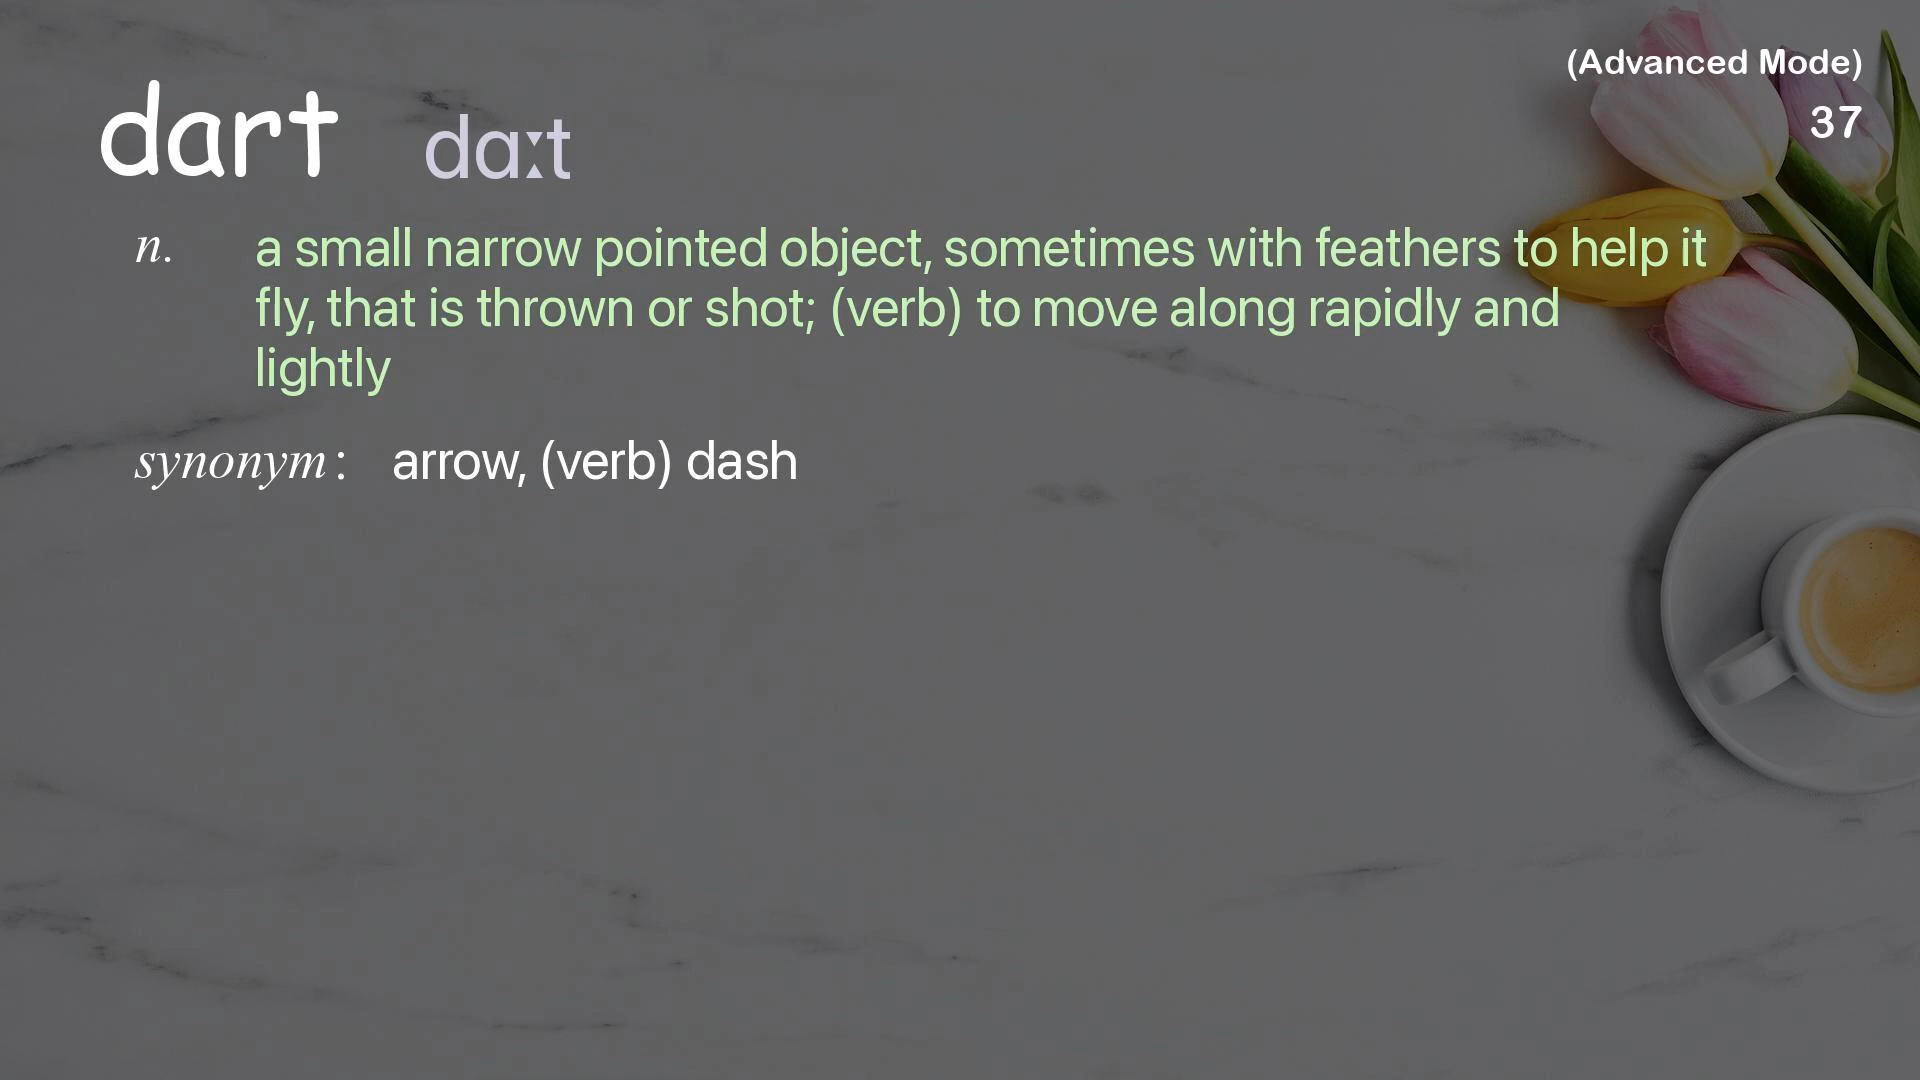 (Advanced Mode)
37
dart dɑːt
n. a small narrow pointed object, sometimes with feathers to help it
fly, that is thrown or shot; (verb) to move along rapidly and
lightly
synonym: arrow, (verb) dash